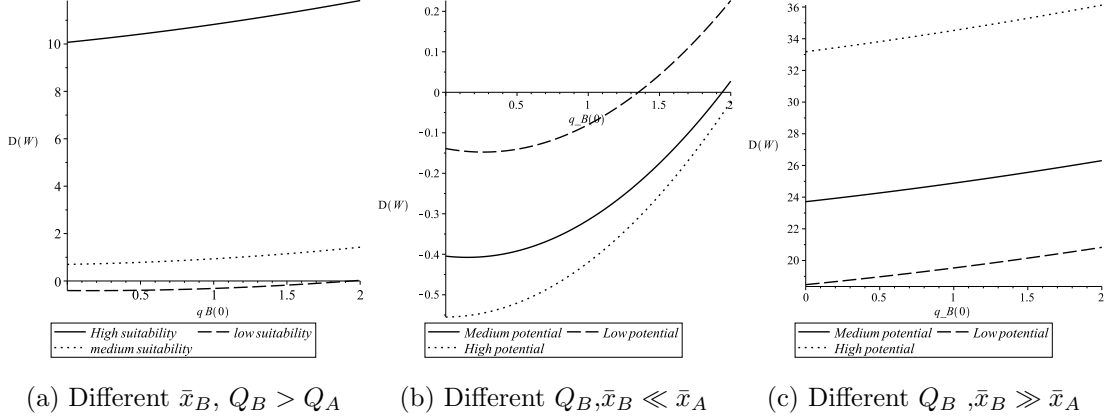 10
8
6
4
2
0
D(W)
0.5
1
1.5
2
q B(0)
High suitability
low suitability
medium suitability
0.2
0.1
0
-0.1
-0.2
-0.3
-0.4
-0.5
D(W)
0.5
1
1.5
2
q_B(0)
Medium potential
Low potential
High potential
36
34
32
30
28
26
24
22
20
D(W)
0
0.5
1
1.5
2
q_B(0)
Medium potential
Low potential
High potential
(a) Different x̄_B, Q_B > Q_A
(b) Different Q_B,x̄_B ≪ x̄_A
(c) Different Q_B ,x̄_B ≫ x̄_A